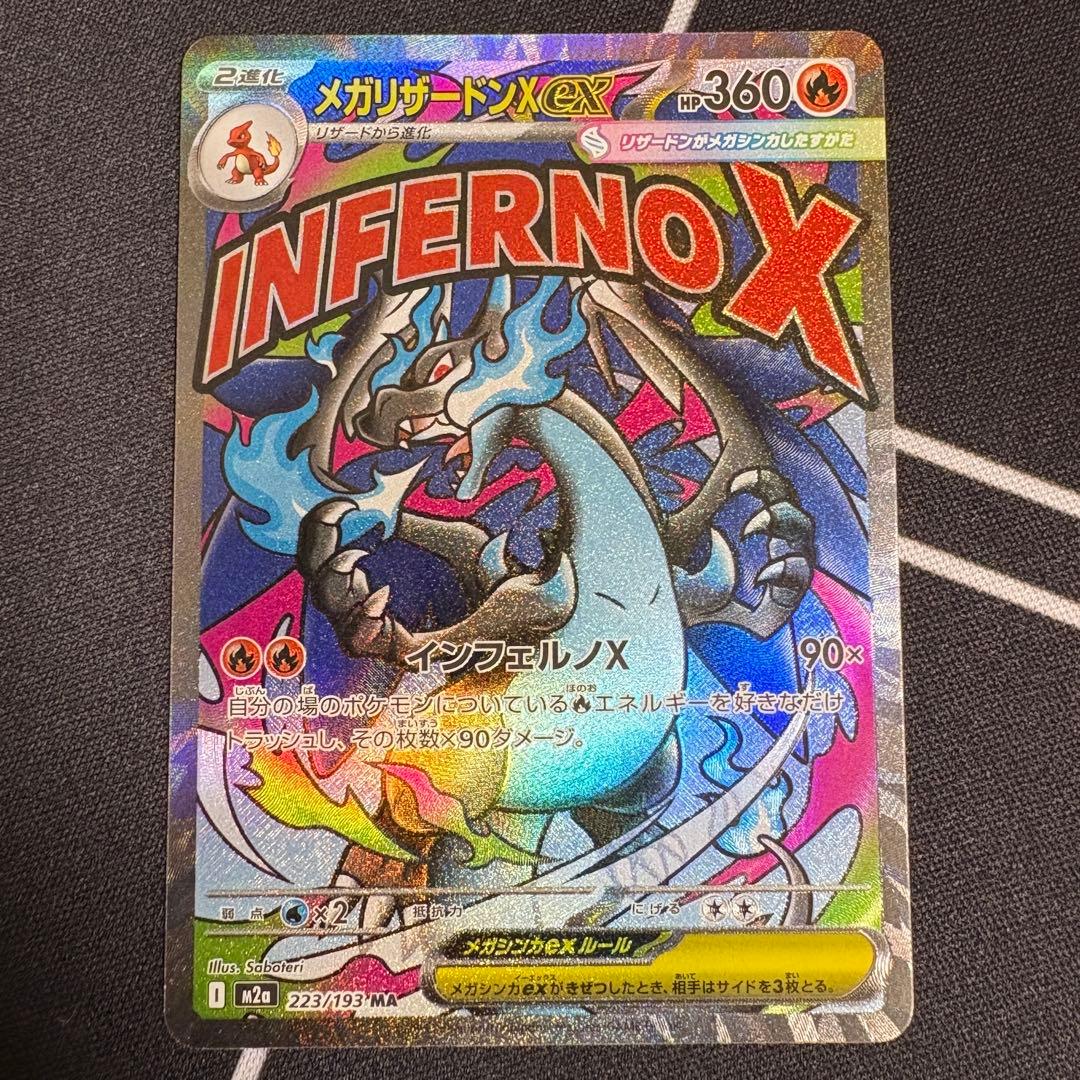 2進化
メガリザードンXex
HP360
リザードから進化
リザードンがメガシンカしたすがた
INFERNO X
インフェルノX 90×
自分の場のポケモンについているエネルギーを好きなだけ
トラッシュし、その枚数×90ダメージ。
弱点 ×2 抵抗力 にげる
メガシンカexルール
メガシンカexがきぜつしたとき、相手はサイドを3枚とる。
Illus. Saboteri
I m2a 223/193 MA